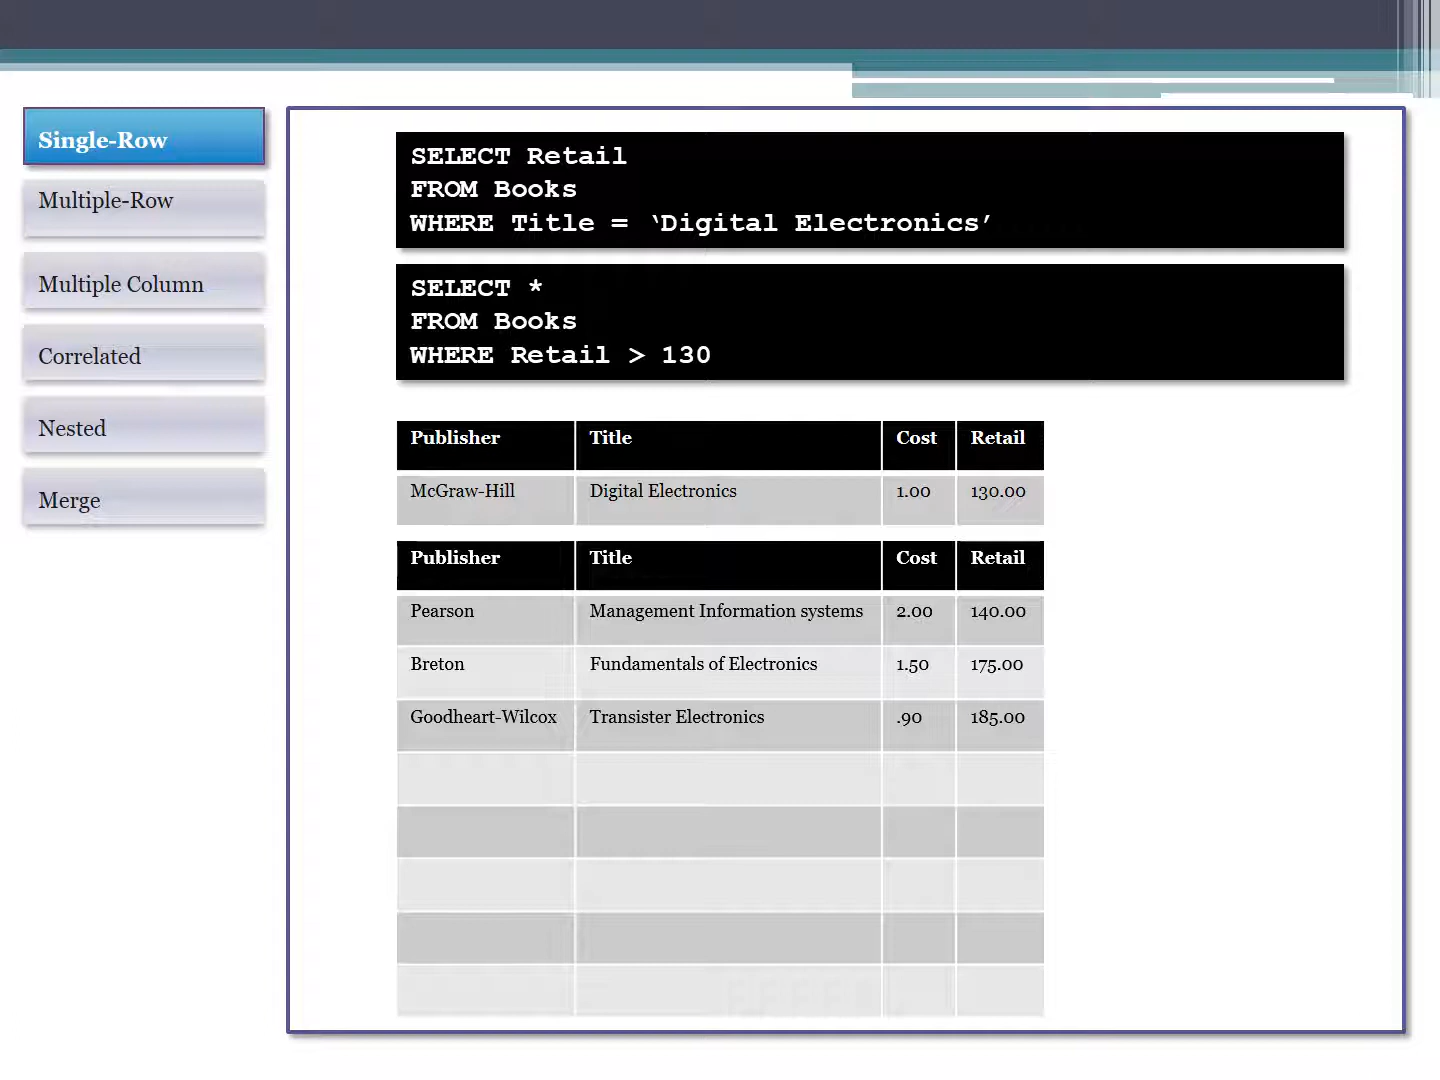 Single-Row
Multiple-Row
Multiple Column
Correlated
Nested
Merge
SELECT Retail
FROM Books
WHERE Title = ‘Digital Electronics’
SELECT *
FROM Books
WHERE Retail > 130
Publisher Title Cost Retail
McGraw-Hill Digital Electronics 1.00 130.00
Publisher Title Cost Retail
Pearson Management Information systems 2.00 140.00
Breton Fundamentals of Electronics 1.50 175.00
Goodheart-Wilcox Transister Electronics .90 185.00